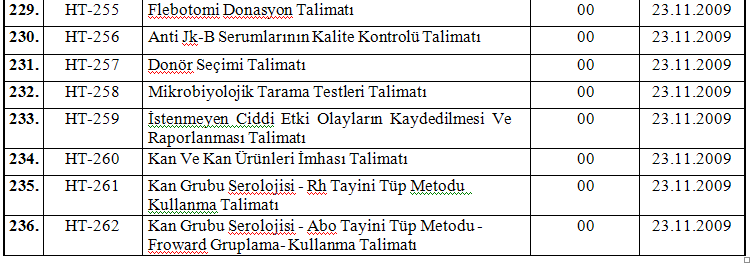 229. HT-255 Flebotomi Donasyon Talimatı 00 23.11.2009
230. HT-256 Anti Jk-B Serumlarının Kalite Kontrolü Talimatı 00 23.11.2009
231. HT-257 Donör Seçimi Talimatı 00 23.11.2009
232. HT-258 Mikrobiyolojik Tarama Testleri Talimatı 00 23.11.2009
233. HT-259 İstenmeyen Ciddi Etki Olayların Kaydedilmesi Ve 00 23.11.2009
Raporlanması Talimatı
234. HT-260 Kan Ve Kan Ürünleri İmhası Talimatı 00 23.11.2009
235. HT-261 Kan Grubu Serolojisi - Rh Tayini Tüp Metodu 00 23.11.2009
Kullanma Talimatı
236. HT-262 Kan Grubu Serolojisi - Abo Tayini Tüp Metodu - 00 23.11.2009
Froward Gruplama- Kullanma Talimatı